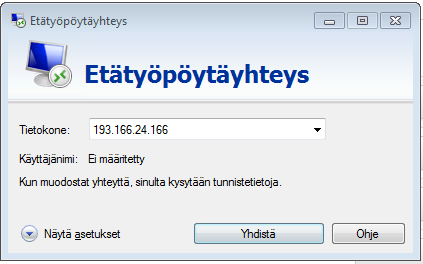 Etätyöpöytäyhteys
Etätyöpöytäyhteys
Tietokone: 193.166.24.166
Käyttäjänimi: Ei määritetty
Kun muodostat yhteyttä, sinulta kysytään tunnistetietoja.
Näytä asetukset Yhdistä Ohje